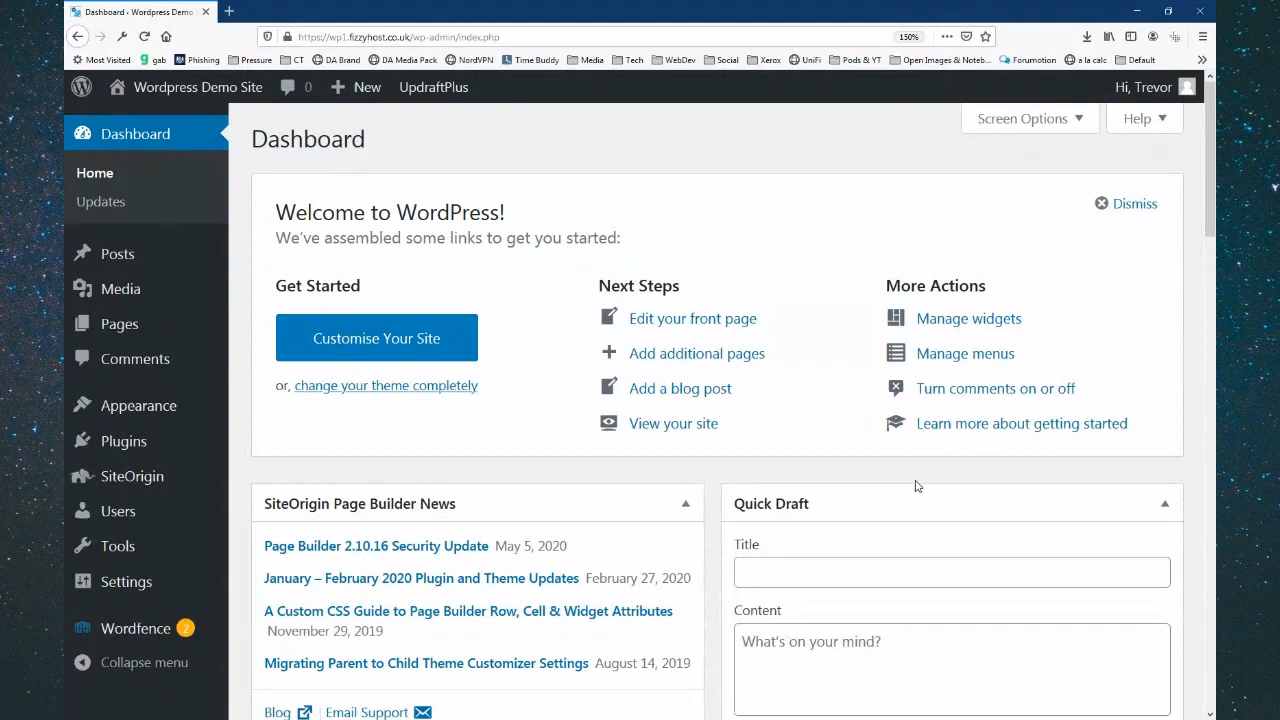 Dashboard ‹ Wordpress Demo
https://wp1.fizzyhost.co.uk/wp-admin/index.php
150%
Most Visited
gab
Phishing
Pressure
CT
DA Brand
DA Media Pack
NordVPN
Time Buddy
Media
Tech
WebDev
Social
Xerox
UniFi
Pods & YT
Open Images & Noteb...
Forumotion
a la calc
Default
Wordpress Demo Site
0
New
UpdraftPlus
Hi, Trevor
Dashboard
Home
Updates
Posts
Media
Pages
Comments
Appearance
Plugins
SiteOrigin
Users
Tools
Settings
Wordfence 2
Collapse menu
Screen Options
Help
Dashboard
Welcome to WordPress!
We've assembled some links to get you started:
Dismiss
Get Started
Customise Your Site
or, change your theme completely
Next Steps
Edit your front page
Add additional pages
Add a blog post
View your site
More Actions
Manage widgets
Manage menus
Turn comments on or off
Learn more about getting started
SiteOrigin Page Builder News
Page Builder 2.10.16 Security Update May 5, 2020
January – February 2020 Plugin and Theme Updates February 27, 2020
A Custom CSS Guide to Page Builder Row, Cell & Widget Attributes
November 29, 2019
Migrating Parent to Child Theme Customizer Settings August 14, 2019
Blog | Email Support
Quick Draft
Title
Content
What's on your mind?